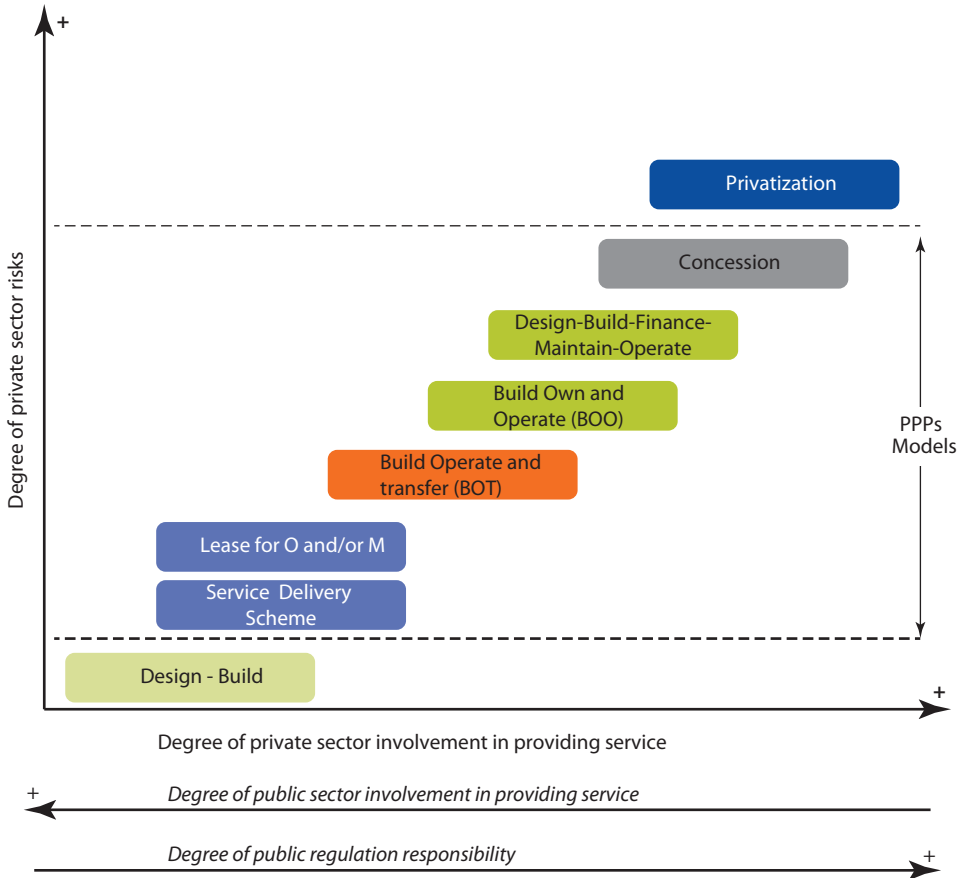 +
Privatization
Concession
Design-Build-Finance-
Maintain-Operate
Build Own and
Operate (BOO)
PPPs
Models
Build Operate and
transfer (BOT)
Lease for O and/or M
Service Delivery
Scheme
Design - Build
Degree of private sector risks
+
Degree of private sector involvement in providing service
+
Degree of public sector involvement in providing service
Degree of public regulation responsibility
+